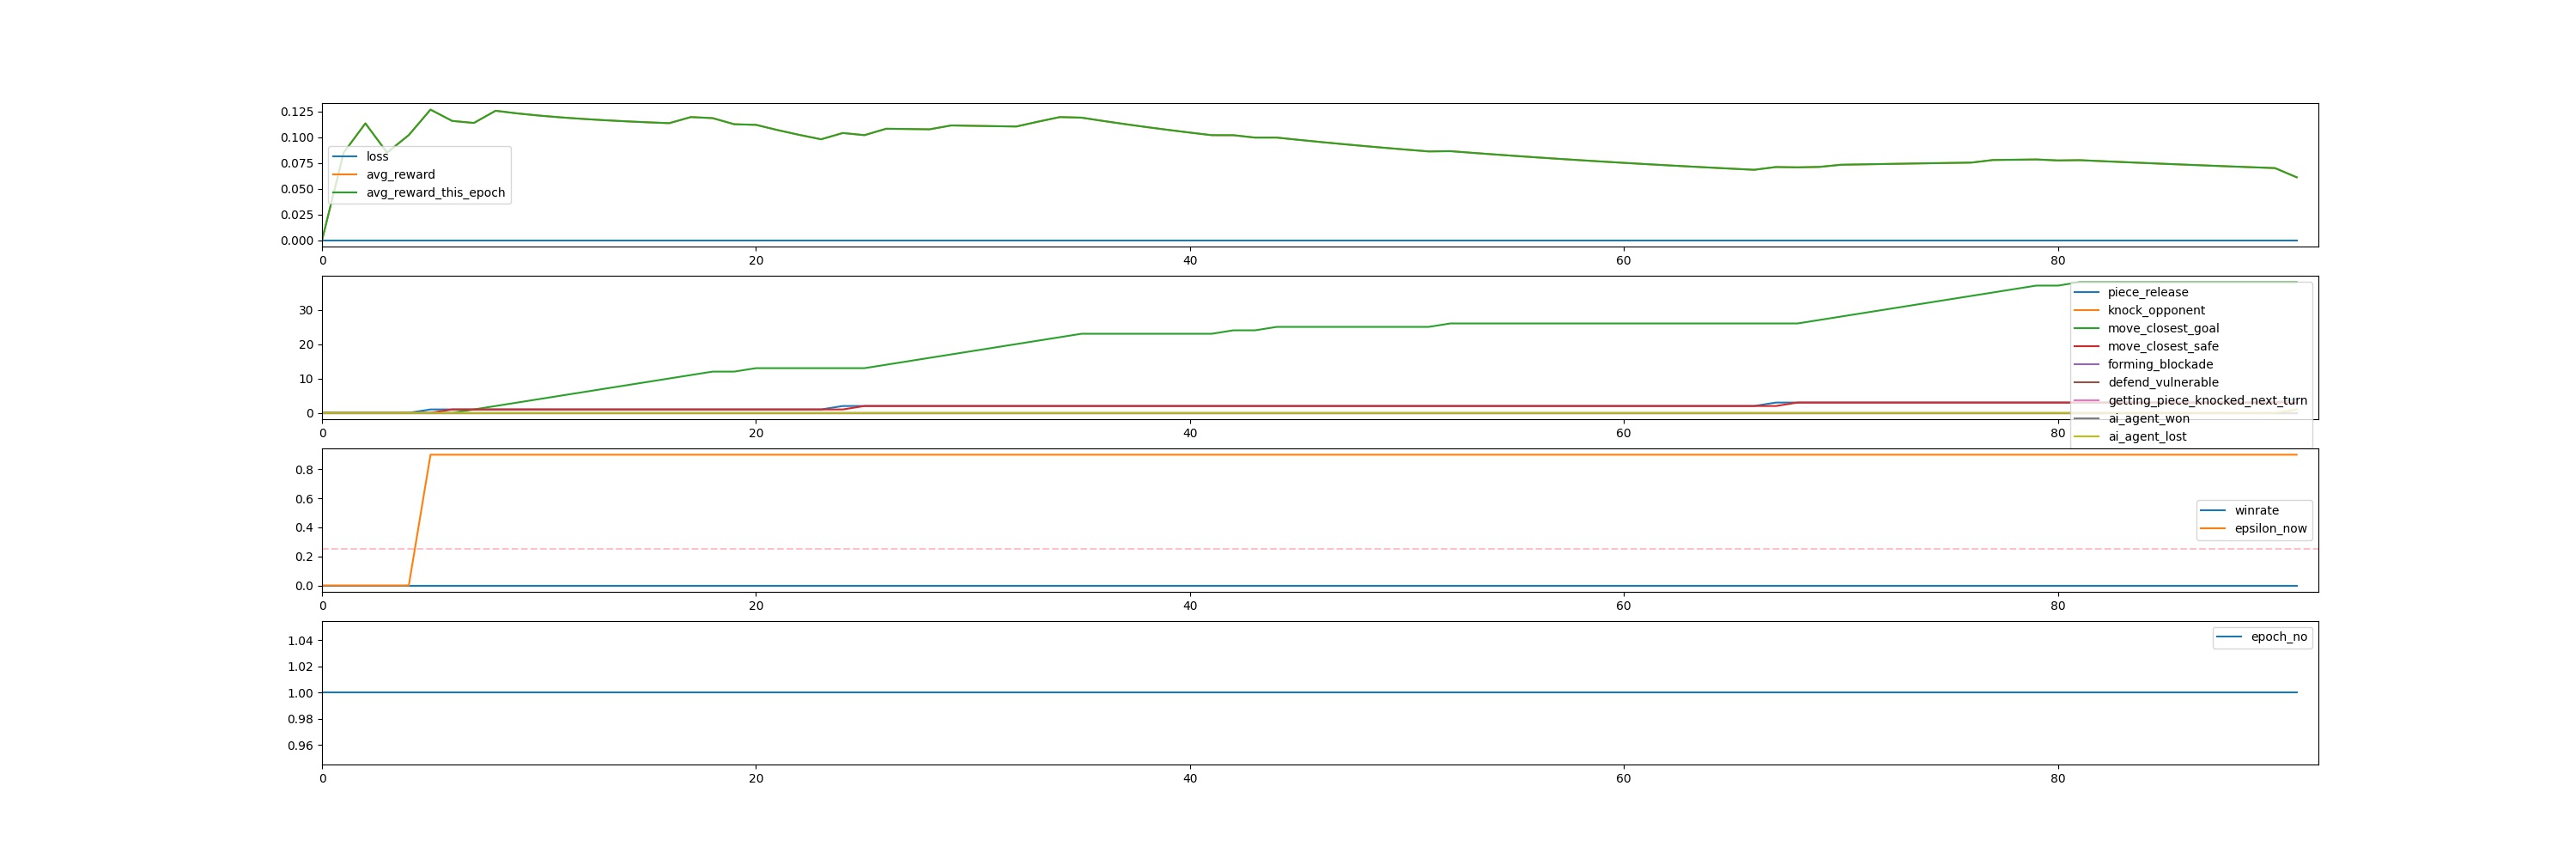 0.125
0.100
0.075
0.050
0.025
0.000
loss
avg_reward
avg_reward_this_epoch
0 20 40 60 80
30
20
10
0
piece_release
knock_opponent
move_closest_goal
move_closest_safe
forming_blockade
defend_vulnerable
getting_piece_knocked_next_turn
ai_agent_won
ai_agent_lost
0 20 40 60 80
0.8
0.6
0.4
0.2
0.0
winrate
epsilon_now
0 20 40 60 80
1.04
1.02
1.00
0.98
0.96
epoch_no
0 20 40 60 80